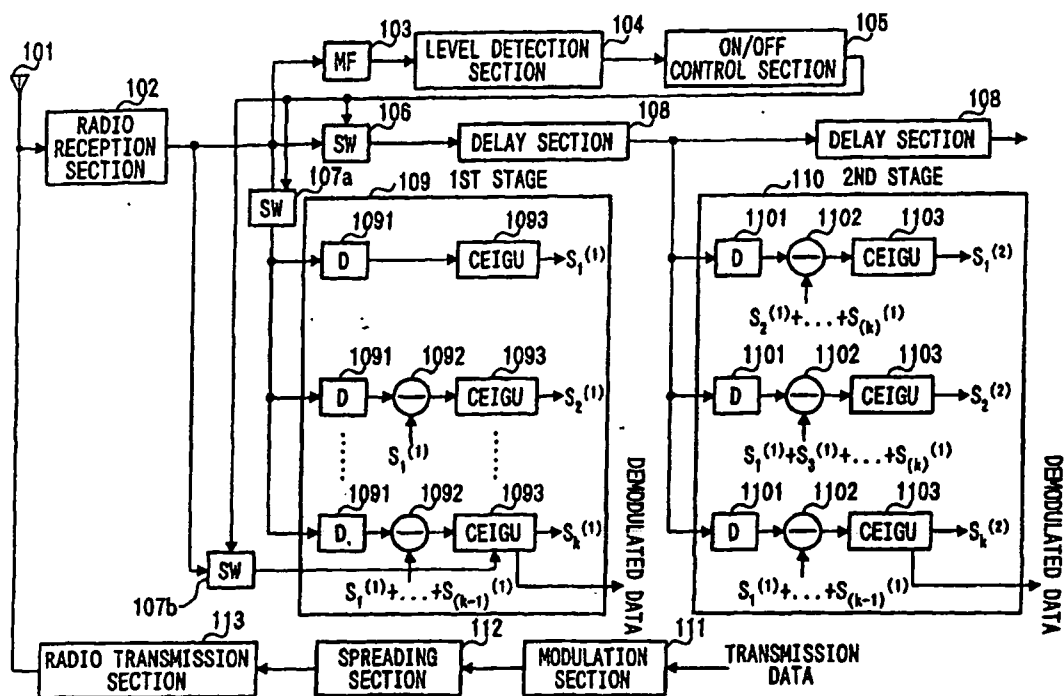 101
102
RADIO
RECEPTION
SECTION
103
MF
104
LEVEL DETECTION
SECTION
105
ON/OFF
CONTROL SECTION
106
SW
108
DELAY SECTION
108
DELAY SECTION
107a
SW
109 1ST STAGE
1091
D
1093
CEIGU
S₁⁽¹⁾
1091
D
1092
1093
CEIGU
S₂⁽¹⁾
S₁⁽¹⁾
1091
D
1092
1093
CEIGU
Sₖ⁽¹⁾
S₁⁽¹⁾+...+S₍ₖ₋₁₎⁽¹⁾
SW
107b
DEMODULATED DATA
110 2ND STAGE
1101
D
1102
1103
CEIGU
S₁⁽²⁾
S₂⁽¹⁾+...+S₍ₖ₎⁽¹⁾
1101
D
1102
1103
CEIGU
S₂⁽²⁾
S₁⁽¹⁾+S₃⁽¹⁾+...+S₍ₖ₎⁽¹⁾
1101
D
1102
1103
CEIGU
Sₖ⁽²⁾
S₁⁽¹⁾+...+S₍ₖ₋₁₎⁽¹⁾
DEMODULATED DATA
113
RADIO TRANSMISSION
SECTION
112
SPREADING
SECTION
111
MODULATION
SECTION
TRANSMISSION
DATA